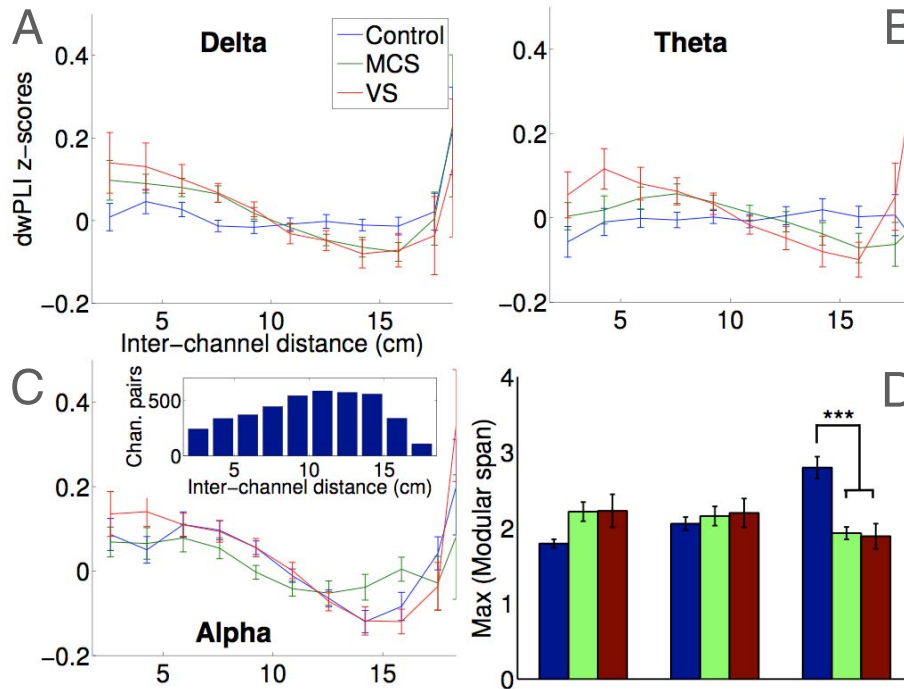 A
Delta
Control
MCS
VS
dwPLI z-scores
0.4
0.2
0
−0.2
5
10
15
Inter-channel distance (cm)
B
Theta
0.4
0.2
0
−0.2
5
10
15
C
Alpha
0.4
0.2
0
−0.2
5
10
15
Chan. pairs
500
0
5
10
15
Inter-channel distance (cm)
D
***
Max (Modular span)
4
3
2
1
0